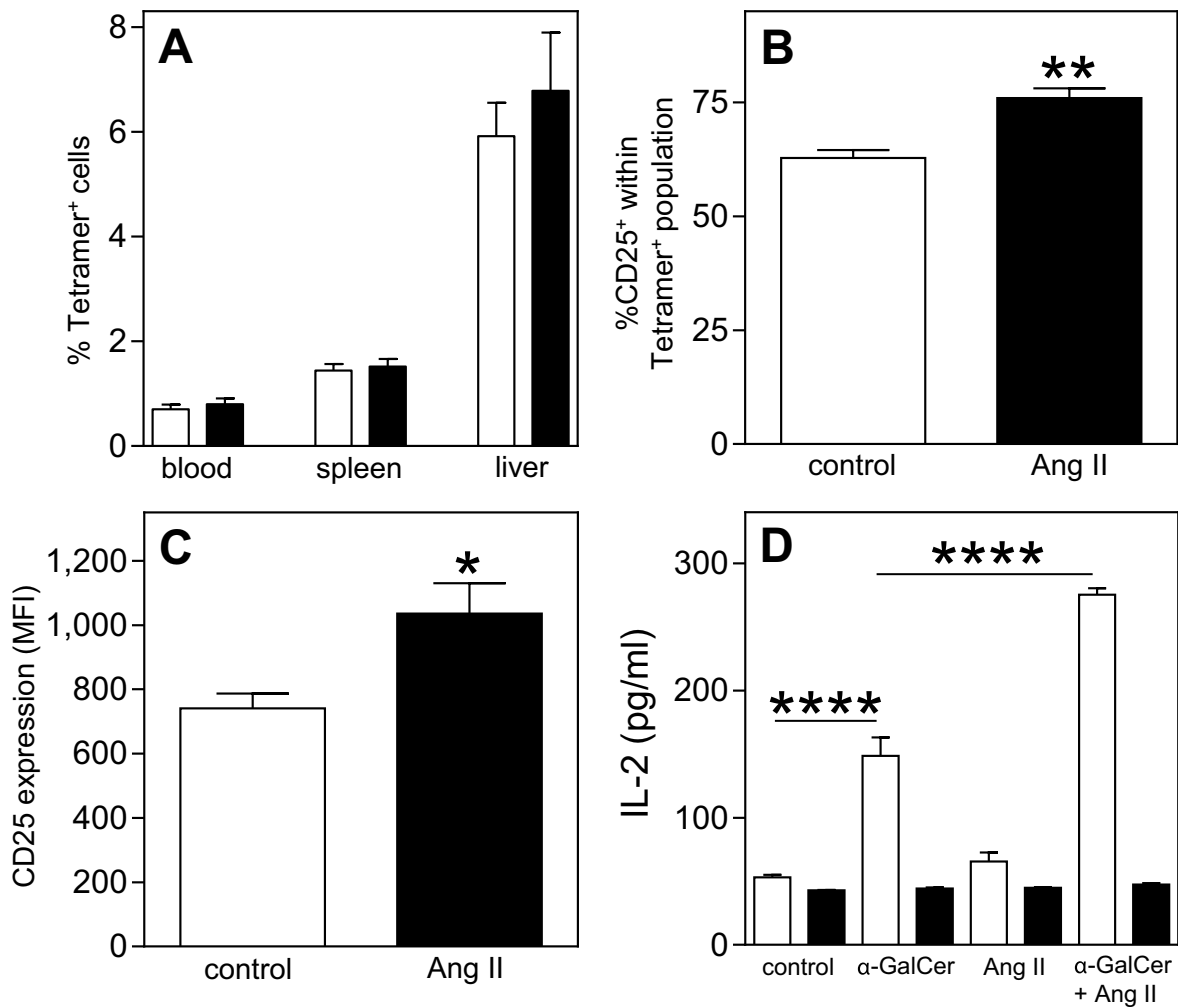 A
% Tetramer⁺ cells
8
6
4
2
0
blood spleen liver
B
**
%CD25⁺ within
Tetramer⁺ population
75
50
25
0
control Ang II
C
*
CD25 expression (MFI)
1,200
1,000
800
600
400
200
0
control Ang II
D
****
****
IL-2 (pg/ml)
300
200
100
0
control α-GalCer Ang II α-GalCer
+ Ang II